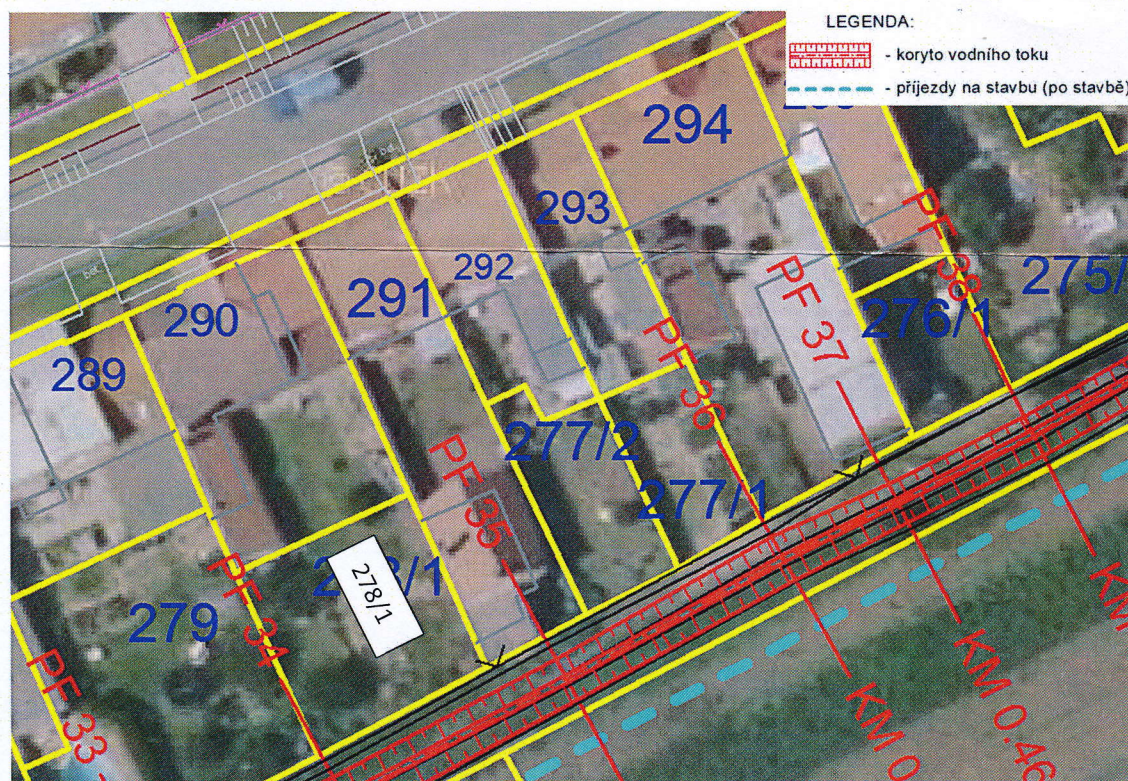 LEGENDA:
- koryto vodního toku
- příjezdy na stavbu (po stavbě)
294
293
292
291
290
289
PF 38
275/
276/1
PF 37
PF 36
277/2
277/1
PF 35
278/1
279
PF 34
PF 33
KM
KM 0.46
KM 0